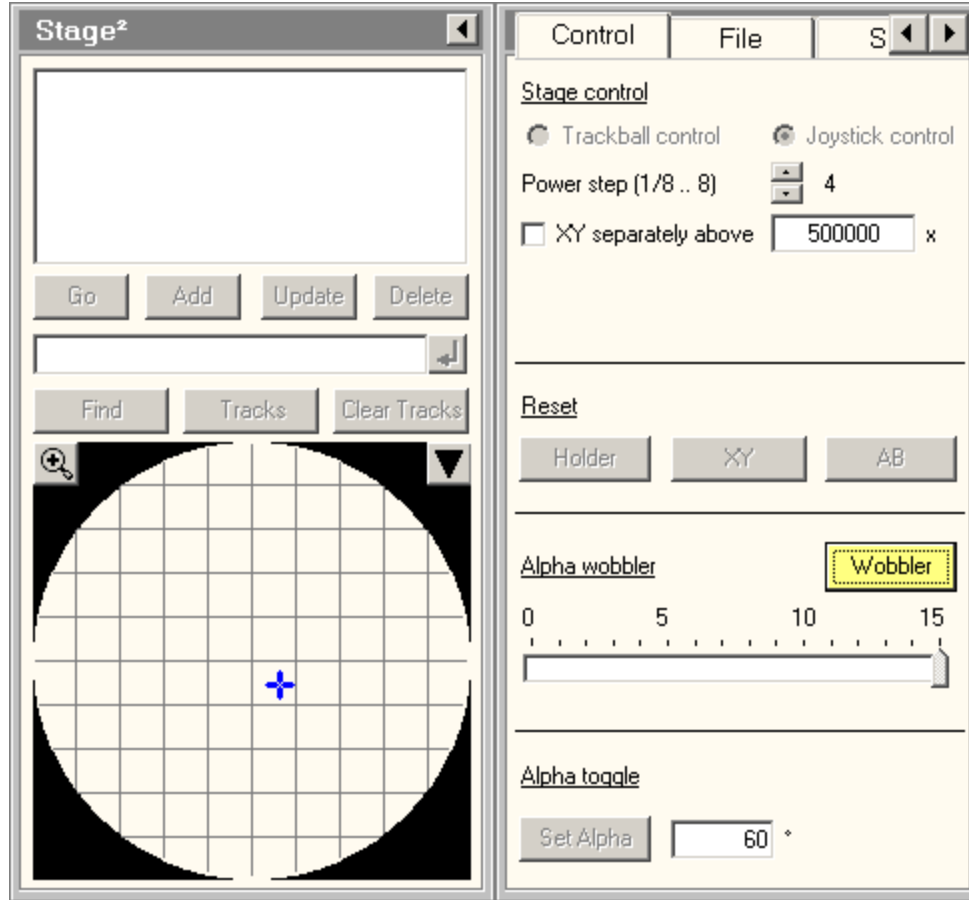 Stage²
Go Add Update Delete
Find Tracks Clear Tracks
Control File S
Stage control
Trackball control Joystick control
Power step (1/8 .. 8) 4
XY separately above 500000 x
Reset
Holder XY AB
Alpha wobbler Wobbler
0 5 10 15
Alpha toggle
Set Alpha 60 °